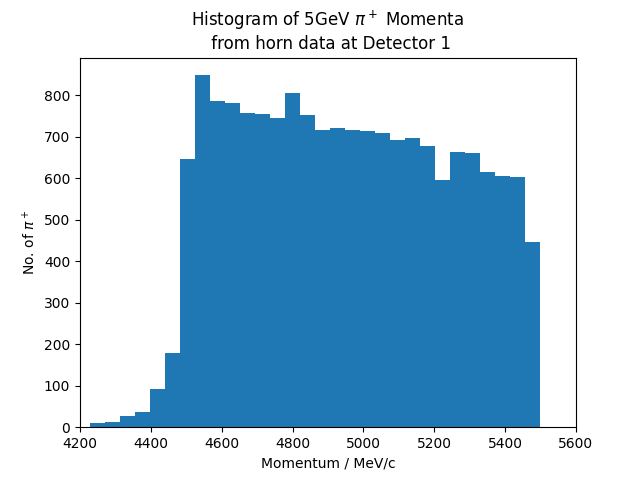 Histogram of 5GeV π⁺ Momenta
from horn data at Detector 1
No. of π⁺
800
700
600
500
400
300
200
100
0
4200 4400 4600 4800 5000 5200 5400 5600
Momentum / MeV/c